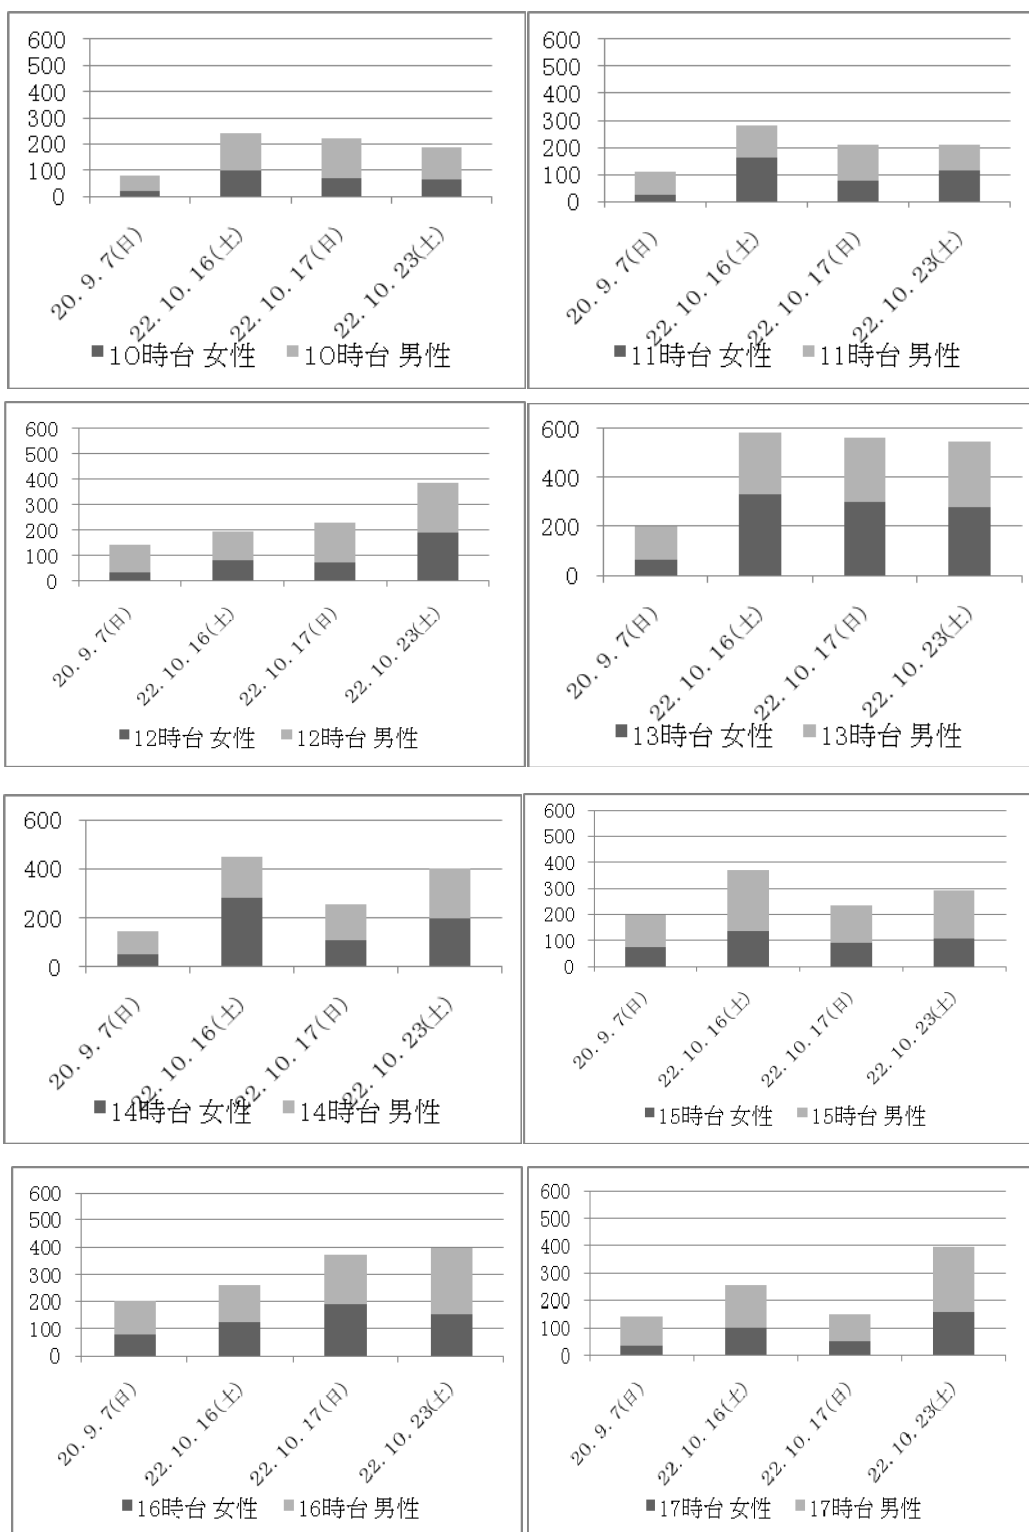 600
500
400
300
200
100
0
20. 9. 7(日)
22. 10. 16(土)
22. 10. 17(日)
22. 10. 23(土)
■10時台 女性 ■10時台 男性
600
500
400
300
200
100
0
20. 9. 7(日)
22. 10. 16(土)
22. 10. 17(日)
22. 10. 23(土)
■11時台 女性 ■11時台 男性
600
500
400
300
200
100
0
20. 9. 7(日)
22. 10. 16(土)
22. 10. 17(日)
22. 10. 23(土)
■12時台 女性 ■12時台 男性
600
400
200
0
20. 9. 7(日)
22. 10. 16(土)
22. 10. 17(日)
22. 10. 23(土)
■13時台 女性 ■13時台 男性
600
400
200
0
20. 9. 7(日)
22. 10. 16(土)
22. 10. 17(日)
22. 10. 23(土)
■14時台 女性 ■14時台 男性
600
500
400
300
200
100
0
20. 9. 7(日)
22. 10. 16(土)
22. 10. 17(日)
22. 10. 23(土)
■15時台 女性 ■15時台 男性
600
500
400
300
200
100
0
20. 9. 7(日)
22. 10. 16(土)
22. 10. 17(日)
22. 10. 23(土)
■16時台 女性 ■16時台 男性
600
500
400
300
200
100
0
20. 9. 7(日)
22. 10. 16(土)
22. 10. 17(日)
22. 10. 23(土)
■17時台 女性 ■17時台 男性